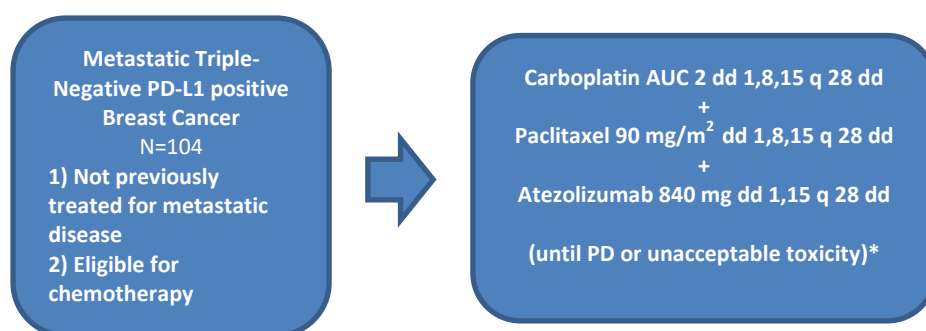 Metastatic Triple-
Negative PD-L1 positive
Breast Cancer
N=104
1) Not previously
treated for metastatic
disease
2) Eligible for
chemotherapy
Carboplatin AUC 2 dd 1,8,15 q 28 dd
+
Paclitaxel 90 mg/m² dd 1,8,15 q 28 dd
+
Atezolizumab 840 mg dd 1,15 q 28 dd
(until PD or unacceptable toxicity)*